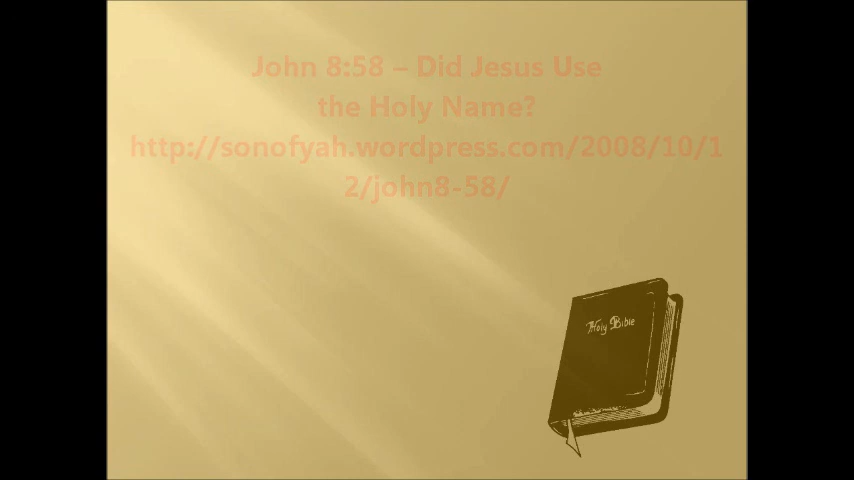 John 8:58 – Did Jesus Use
the Holy Name?
http://sonofyah.wordpress.com/2008/10/1
2/john8-58/
Holy Bible